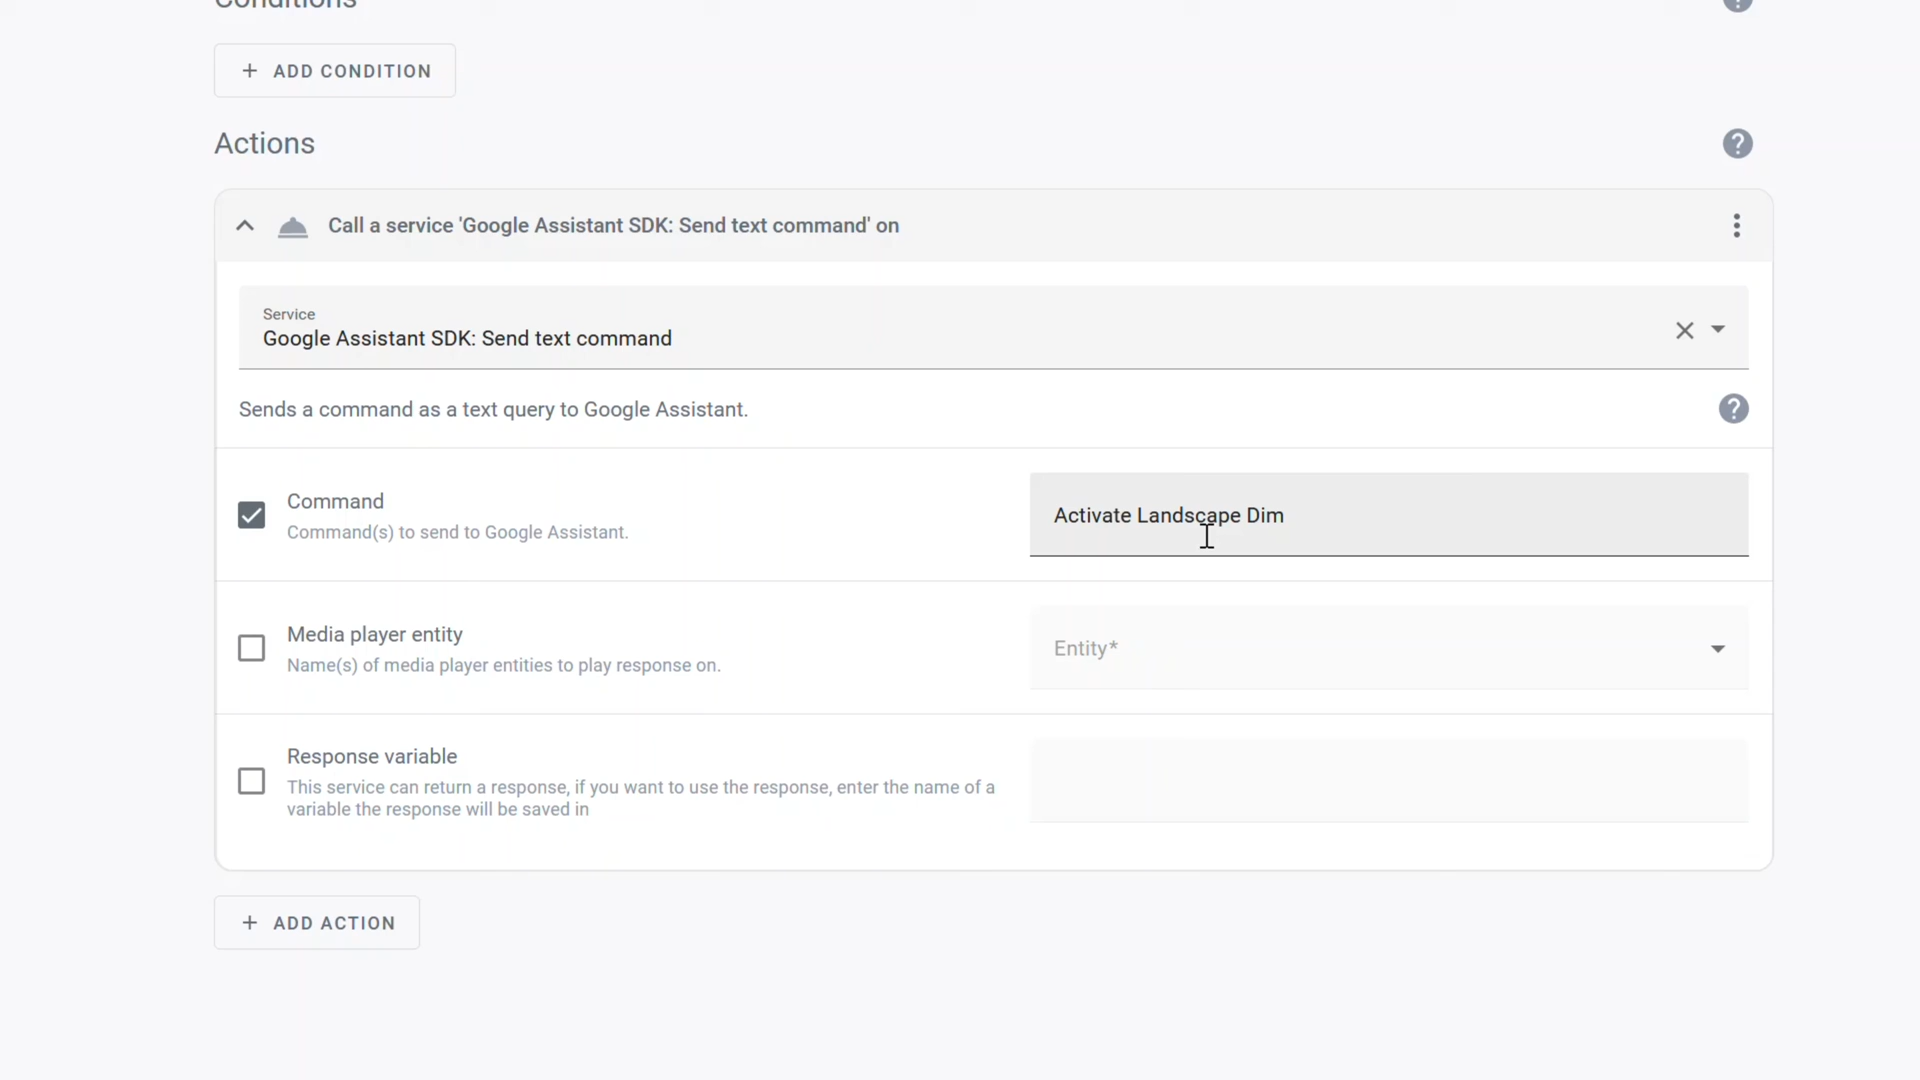 Conditions
+ ADD CONDITION
Actions
Call a service 'Google Assistant SDK: Send text command' on
Service
Google Assistant SDK: Send text command
Sends a command as a text query to Google Assistant.
Command
Command(s) to send to Google Assistant.
Activate Landscape Dim
Media player entity
Name(s) of media player entities to play response on.
Entity*
Response variable
This service can return a response, if you want to use the response, enter the name of a
variable the response will be saved in
+ ADD ACTION